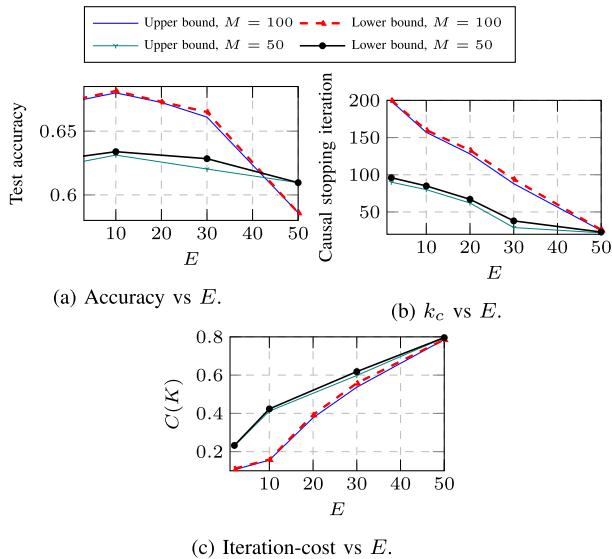 Upper bound, M = 100 Lower bound, M = 100
Upper bound, M = 50 Lower bound, M = 50
Test accuracy
0.65
0.6
10 20 30 40 50
E
(a) Accuracy vs E.
Causal stopping iteration
200
150
100
50
10 20 30 40 50
E
(b) k_c vs E.
C(K)
0.8
0.6
0.4
0.2
10 20 30 40 50
E
(c) Iteration-cost vs E.